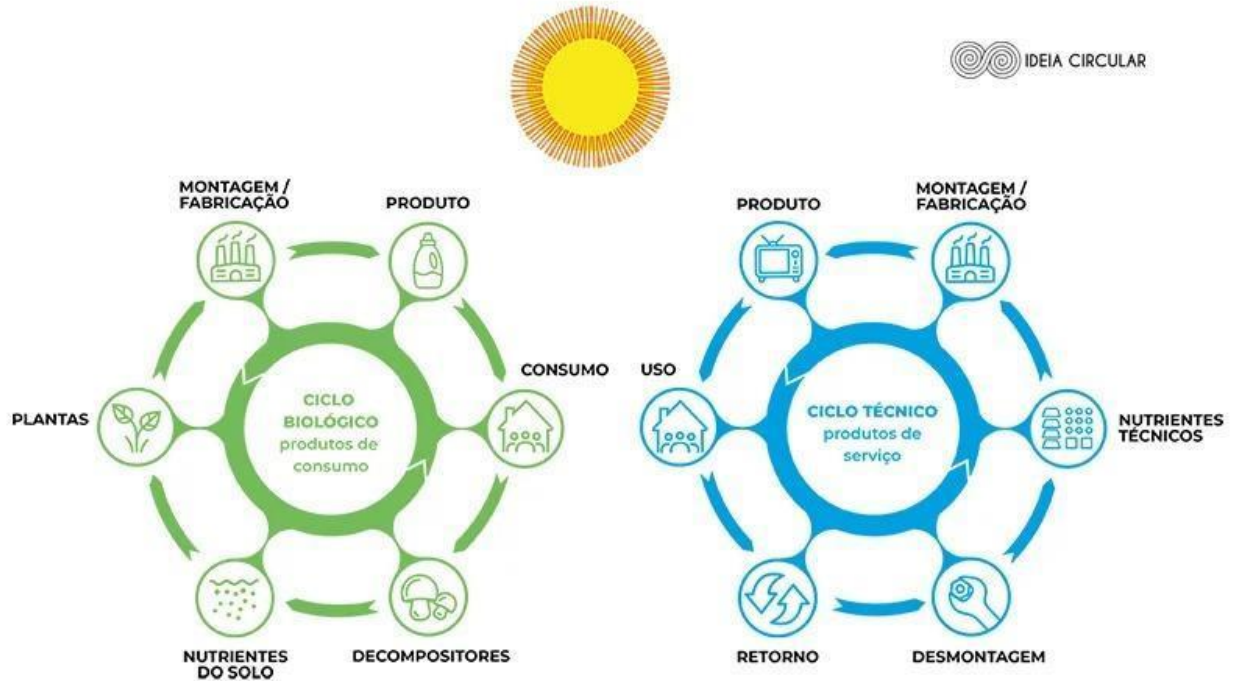 IDEIA CIRCULAR
MONTAGEM /
FABRICAÇÃO
PRODUTO
CONSUMO
PLANTAS
CICLO
BIOLÓGICO
produtos de
consumo
NUTRIENTES
DO SOLO
DECOMPOSITORES
PRODUTO
MONTAGEM /
FABRICAÇÃO
USO
CICLO TÉCNICO
produtos de
serviço
NUTRIENTES
TÉCNICOS
RETORNO
DESMONTAGEM